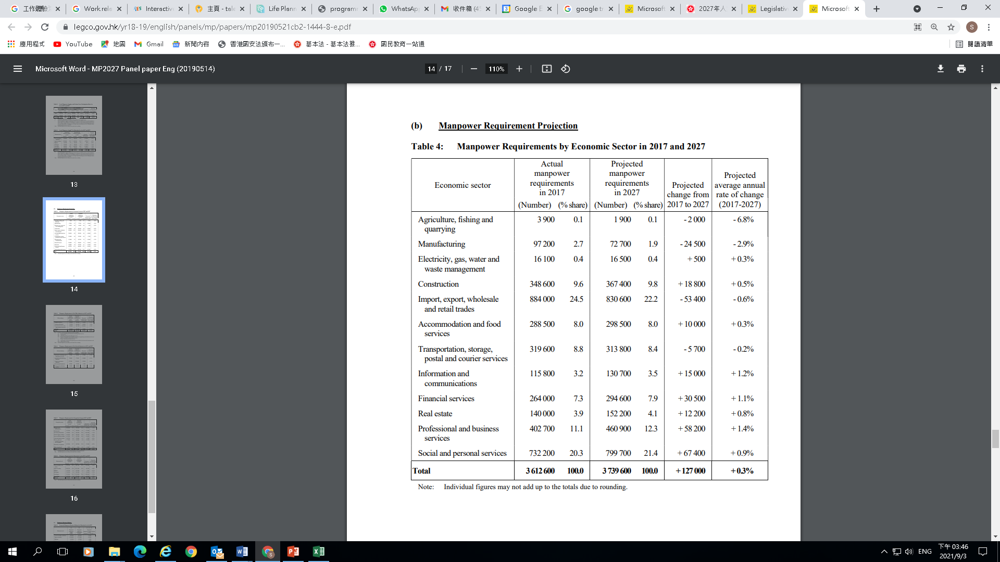 工作體驗
Work rela
Interactive
主頁 - tale
Life Plann
programm
WhatsApp
收件箱 (4
Google
google tr
Microsoft
2027年人
Legislativ
Microsof
legco.gov.hk/yr18-19/english/panels/mp/papers/mp20190521cb2-1444-8-e.pdf
S
應用程式 YouTube 地圖 Gmail 新聞內容 香港國安法頒布一... 基本法 - 基本法推... 國民教育一站通 閱讀清單
Microsoft Word - MP2027 Panel paper Eng (20190514) 14 / 17 110%
13
14
15
16
(b) Manpower Requirement Projection
Table 4: Manpower Requirements by Economic Sector in 2017 and 2027
Economic sector
Actual
manpower
requirements
in 2017
(Number) (% share)
Projected
manpower
requirements
in 2027
(Number) (% share)
Projected
change from
2017 to 2027
Projected
average annual
rate of change
(2017-2027)
Agriculture, fishing and 3 900 0.1 1 900 0.1 - 2 000 - 6.8%
quarrying
Manufacturing 97 200 2.7 72 700 1.9 - 24 500 - 2.9%
Electricity, gas, water and 16 100 0.4 16 500 0.4 + 500 + 0.3%
waste management
Construction 348 600 9.6 367 400 9.8 + 18 800 + 0.5%
Import, export, wholesale 884 000 24.5 830 600 22.2 - 53 400 - 0.6%
and retail trades
Accommodation and food 288 500 8.0 298 500 8.0 + 10 000 + 0.3%
services
Transportation, storage, 319 600 8.8 313 800 8.4 - 5 700 - 0.2%
postal and courier services
Information and 115 800 3.2 130 700 3.5 + 15 000 + 1.2%
communications
Financial services 264 000 7.3 294 600 7.9 + 30 500 + 1.1%
Real estate 140 000 3.9 152 200 4.1 + 12 200 + 0.8%
Professional and business 402 700 11.1 460 900 12.3 + 58 200 + 1.4%
services
Social and personal services 732 200 20.3 799 700 21.4 + 67 400 + 0.9%
Total 3 612 600 100.0 3 739 600 100.0 + 127 000 + 0.3%
Note: Individual figures may not add up to the totals due to rounding.
ENG
下午 03:46
2021/9/3